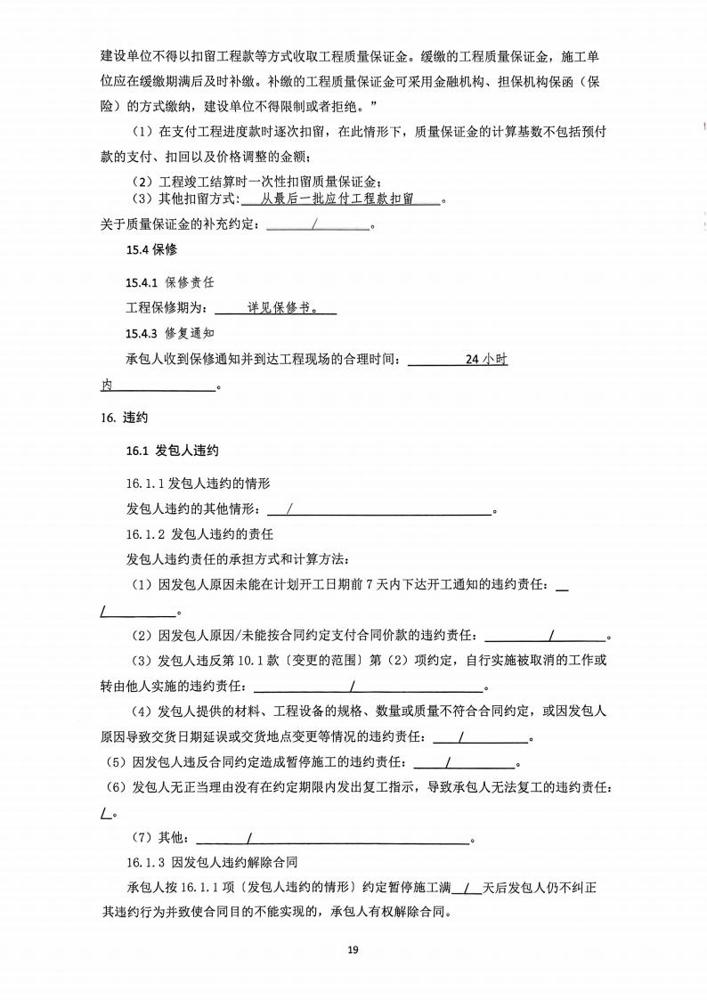 建设单位不得以扣留工程款等方式收取工程质量保证金。缓缴的工程质量保证金，施工单
位应在缓缴期满后及时补缴。补缴的工程质量保证金可采用金融机构、担保机构保函（保
险）的方式缴纳，建设单位不得限制或者拒绝。”
（1）在支付工程进度款时逐次扣留，在此情形下，质量保证金的计算基数不包括预付
款的支付、扣回以及价格调整的金额；
（2）工程竣工结算时一次性扣留质量保证金；
（3）其他扣留方式：　从最后一批应付工程款扣留　。
关于质量保证金的补充约定：　/　。
15.4 保修
15.4.1 保修责任
工程保修期为：　详见保修书。
15.4.3 修复通知
承包人收到保修通知并到达工程现场的合理时间：　24 小时
内　。
16. 违约
16.1 发包人违约
16.1.1 发包人违约的情形
发包人违约的其他情形：　/　。
16.1.2 发包人违约的责任
发包人违约责任的承担方式和计算方法：
（1）因发包人原因未能在计划开工日期前 7 天内下达开工通知的违约责任：
/　。
（2）因发包人原因/未能按合同约定支付合同价款的违约责任：　/　。
（3）发包人违反第 10.1 款〔变更的范围〕第（2）项约定，自行实施被取消的工作或
转由他人实施的违约责任：　/　。
（4）发包人提供的材料、工程设备的规格、数量或质量不符合合同约定，或因发包人
原因导致交货日期延误或交货地点变更等情况的违约责任：　/　。
（5）因发包人违反合同约定造成暂停施工的违约责任：　/　。
（6）发包人无正当理由没有在约定期限内发出复工指示，导致承包人无法复工的违约责任：
/。
（7）其他：　/　。
16.1.3 因发包人违约解除合同
承包人按 16.1.1 项〔发包人违约的情形〕约定暂停施工满　/　天后发包人仍不纠正
其违约行为并致使合同目的不能实现的，承包人有权解除合同。
19